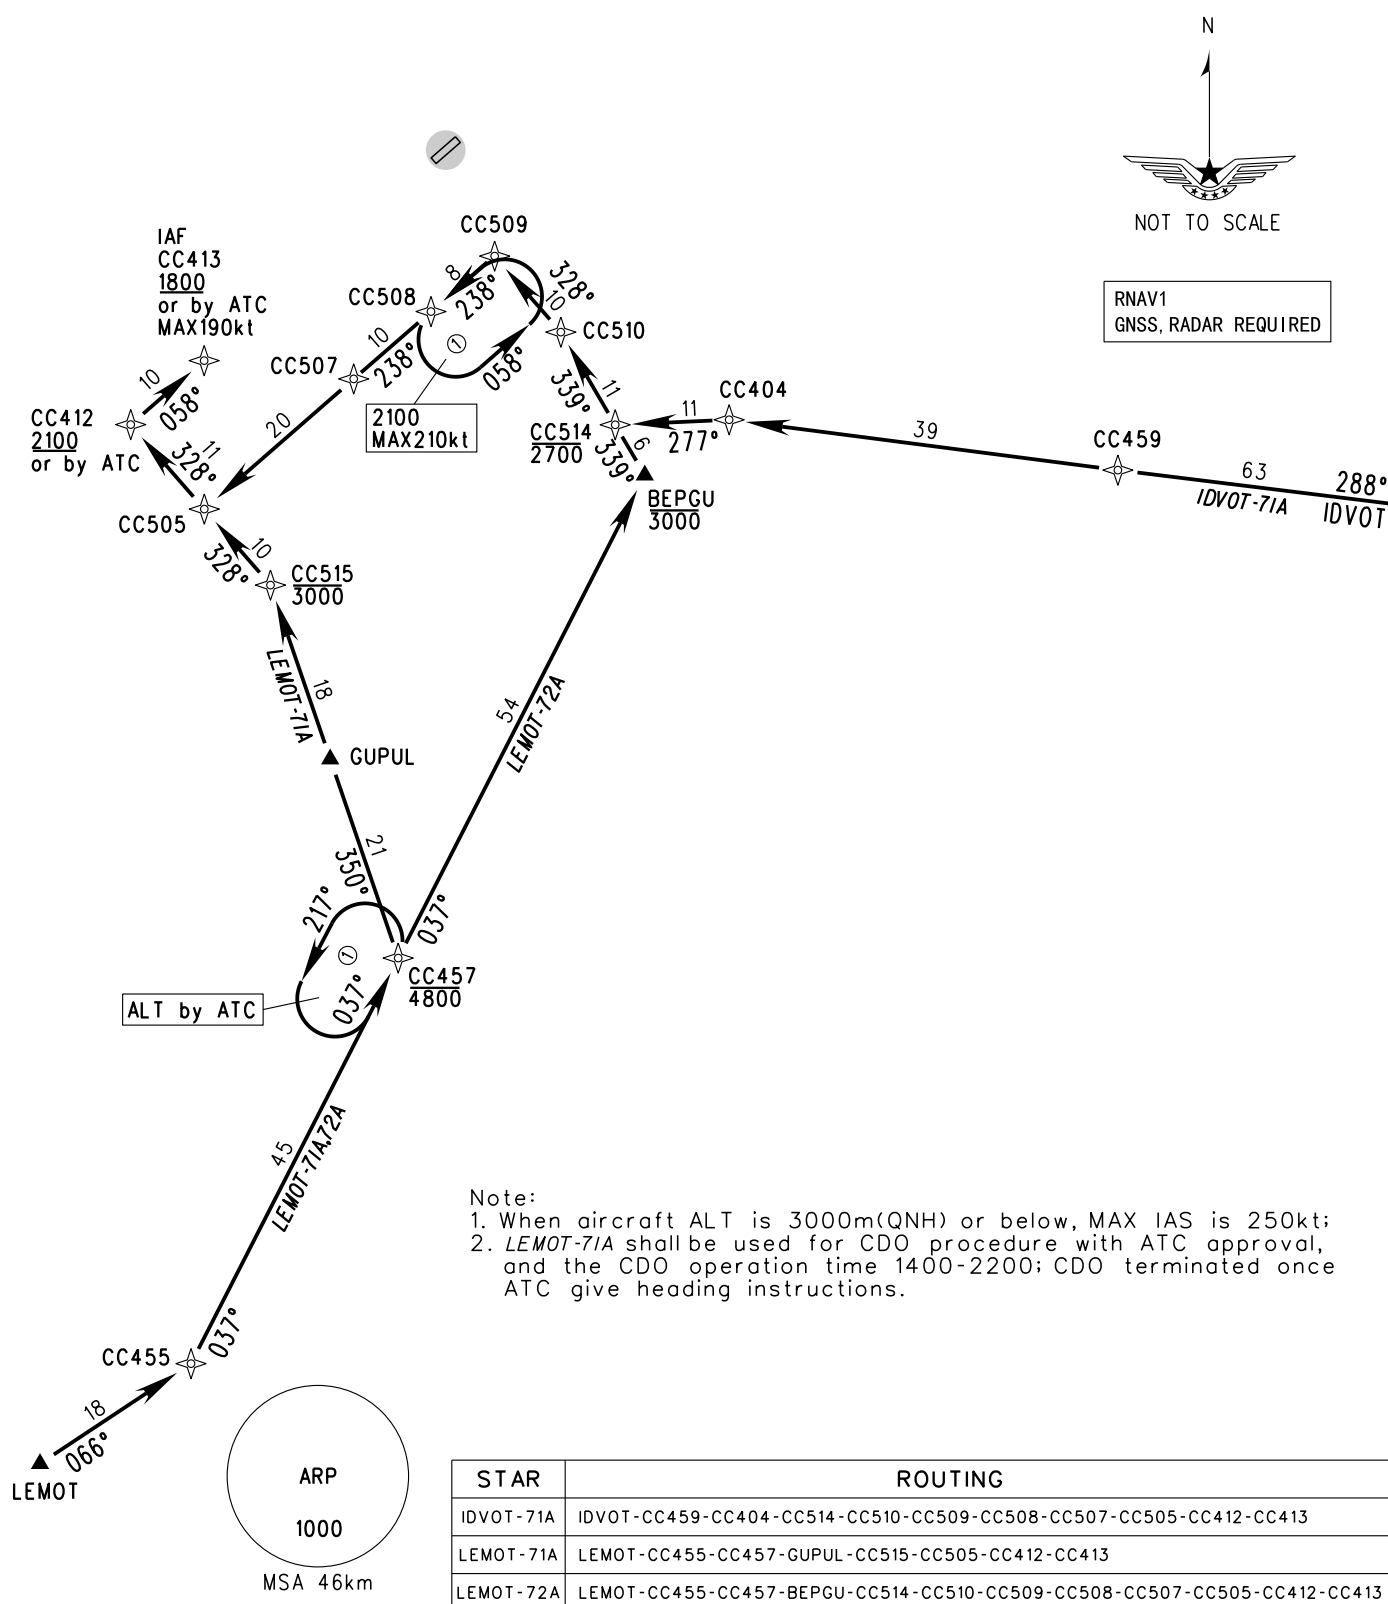 N
NOT TO SCALE
RNAV1
GNSS, RADAR REQUIRED
IAF
CC413
1800
or by ATC
MAX190kt
CC509
8
238°
328°
10
CC508
CC510
10
238°
①
058°
CC507
2100
MAX210kt
10
058°
CC412
2100
or by ATC
11
328°
20
CC505
11
339°
CC514
2700
6
339°
11
277°
CC404
39
CC459
63
IDVOT-71A
288°
IDVOT
BEPGU
3000
10
328°
CC515
3000
LEMOT-71A
18
GUPUL
54
LEMOT-72A
21
350°
217°
①
037°
037°
CC457
4800
ALT by ATC
45
LEMOT-71A,72A
Note:
1. When aircraft ALT is 3000m(QNH) or below, MAX IAS is 250kt;
2. LEMOT-71A shall be used for CDO procedure with ATC approval,
and the CDO operation time 1400-2200; CDO terminated once
ATC give heading instructions.
CC455
037°
18
066°
LEMOT
ARP
1000
MSA 46km
STAR ROUTING
IDVOT-71A IDVOT-CC459-CC404-CC514-CC510-CC509-CC508-CC507-CC505-CC412-CC413
LEMOT-71A LEMOT-CC455-CC457-GUPUL-CC515-CC505-CC412-CC413
LEMOT-72A LEMOT-CC455-CC457-BEPGU-CC514-CC510-CC509-CC508-CC507-CC505-CC412-CC413